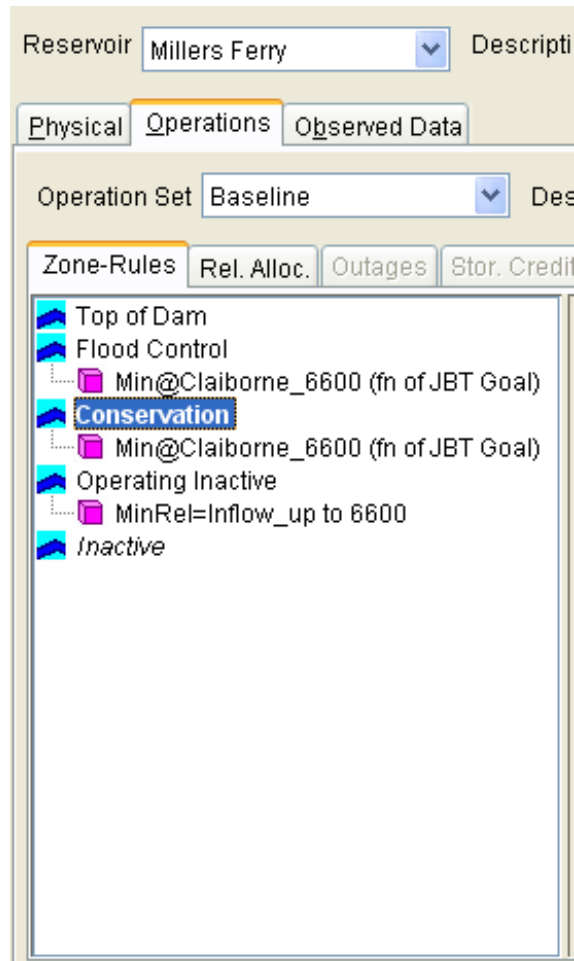 Reservoir Millers Ferry Descripti
Physical Operations Observed Data
Operation Set Baseline Des
Zone-Rules Rel. Alloc. Outages Stor. Credit
Top of Dam
Flood Control
Min@Claiborne_6600 (fn of JBT Goal)
Conservation
Min@Claiborne_6600 (fn of JBT Goal)
Operating Inactive
MinRel=Inflow_up to 6600
Inactive